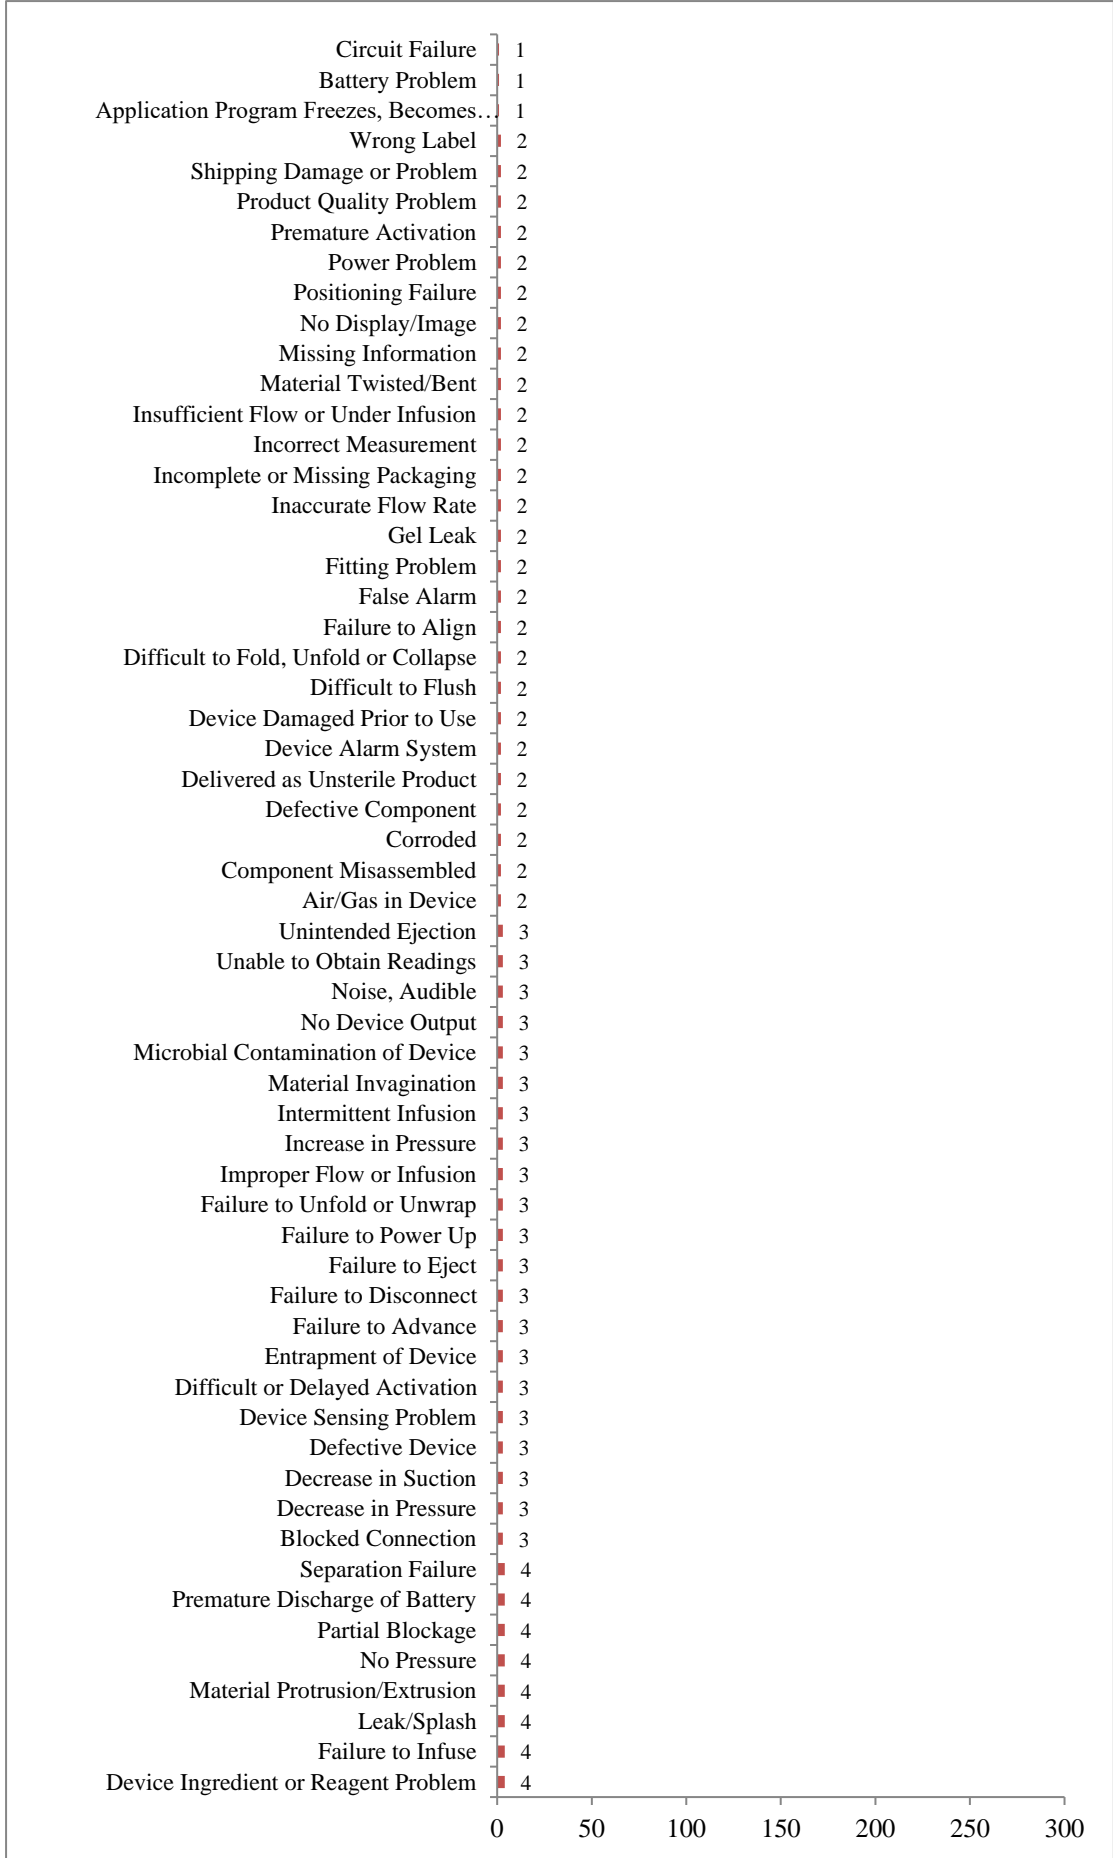 Circuit Failure 1
Battery Problem 1
Application Program Freezes, Becomes… 1
Wrong Label 2
Shipping Damage or Problem 2
Product Quality Problem 2
Premature Activation 2
Power Problem 2
Positioning Failure 2
No Display/Image 2
Missing Information 2
Material Twisted/Bent 2
Insufficient Flow or Under Infusion 2
Incorrect Measurement 2
Incomplete or Missing Packaging 2
Inaccurate Flow Rate 2
Gel Leak 2
Fitting Problem 2
False Alarm 2
Failure to Align 2
Difficult to Fold, Unfold or Collapse 2
Difficult to Flush 2
Device Damaged Prior to Use 2
Device Alarm System 2
Delivered as Unsterile Product 2
Defective Component 2
Corroded 2
Component Misassembled 2
Air/Gas in Device 2
Unintended Ejection 3
Unable to Obtain Readings 3
Noise, Audible 3
No Device Output 3
Microbial Contamination of Device 3
Material Invagination 3
Intermittent Infusion 3
Increase in Pressure 3
Improper Flow or Infusion 3
Failure to Unfold or Unwrap 3
Failure to Power Up 3
Failure to Eject 3
Failure to Disconnect 3
Failure to Advance 3
Entrapment of Device 3
Difficult or Delayed Activation 3
Device Sensing Problem 3
Defective Device 3
Decrease in Suction 3
Decrease in Pressure 3
Blocked Connection 3
Separation Failure 4
Premature Discharge of Battery 4
Partial Blockage 4
No Pressure 4
Material Protrusion/Extrusion 4
Leak/Splash 4
Failure to Infuse 4
Device Ingredient or Reagent Problem 4
0 50 100 150 200 250 300